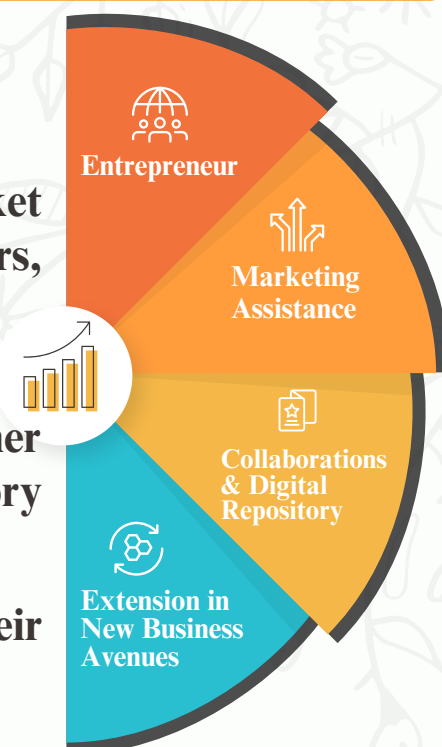 Entrepreneur
Marketing
Assistance
Collaborations
& Digital
Repository
Extension in
New Business
Avenues